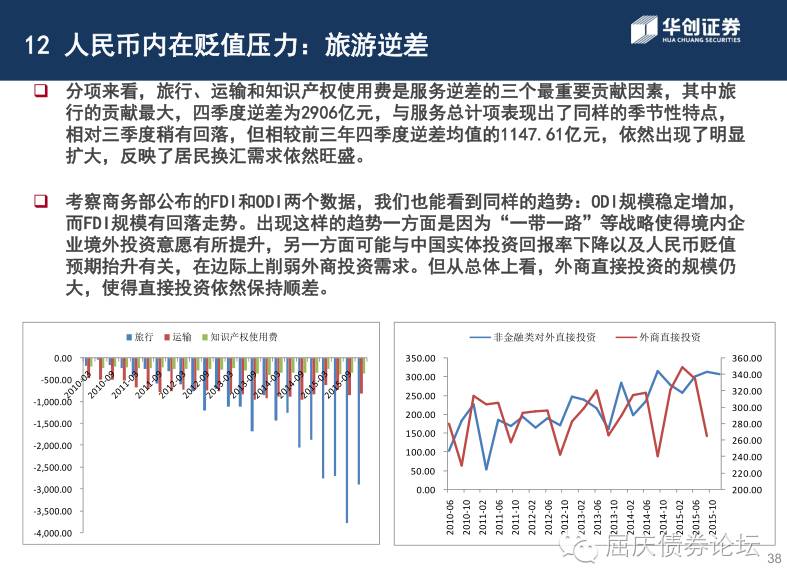 12 人民币内在贬值压力：旅游逆差
华创证券
HUA CHUANG SECURITIES
分项来看，旅行、运输和知识产权使用费是服务逆差的三个最重要贡献因素，其中旅
行的贡献最大，四季度逆差为2906亿元，与服务总计项表现出了同样的季节性特点，
相对三季度稍有回落，但相较前三年四季度逆差均值的1147.61亿元，依然出现了明显
扩大，反映了居民换汇需求依然旺盛。
考察商务部公布的FDI和ODI两个数据，我们也能看到同样的趋势：ODI规模稳定增加，
而FDI规模有回落走势。出现这样的趋势一方面是因为“一带一路”等战略使得境内企
业境外投资意愿有所提升，另一方面可能与中国实体投资回报率下降以及人民币贬值
预期抬升有关，在边际上削弱外商投资需求。但从总体上看，外商直接投资的规模仍
大，使得直接投资依然保持顺差。
旅行 运输 知识产权使用费
0.00
-500.00
-1,000.00
-1,500.00
-2,000.00
-2,500.00
-3,000.00
-3,500.00
-4,000.00
2010-03 2010-09 2011-03 2011-09 2012-03 2012-09 2013-03 2013-09 2014-03 2014-09 2015-03 2015-09
非金融类对外直接投资 外商直接投资
350.00
300.00
250.00
200.00
150.00
100.00
50.00
0.00
360.00
340.00
320.00
300.00
280.00
260.00
240.00
220.00
200.00
2010-06 2010-10 2011-02 2011-06 2011-10 2012-02 2012-06 2012-10 2013-02 2013-06 2013-10 2014-02 2014-06 2014-10 2015-02 2015-06 2015-10
屈庆债券论坛
38